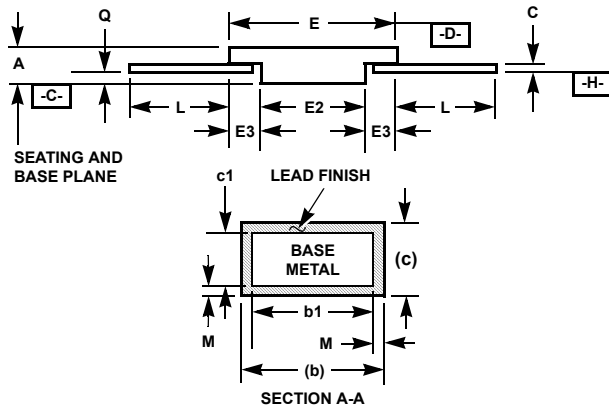 E
-D-
C
Q
A
-C-
-H-
L
E2
L
E3
E3
SEATING AND
BASE PLANE
c1
LEAD FINISH
BASE
METAL
(c)
b1
M
M
(b)
SECTION A-A